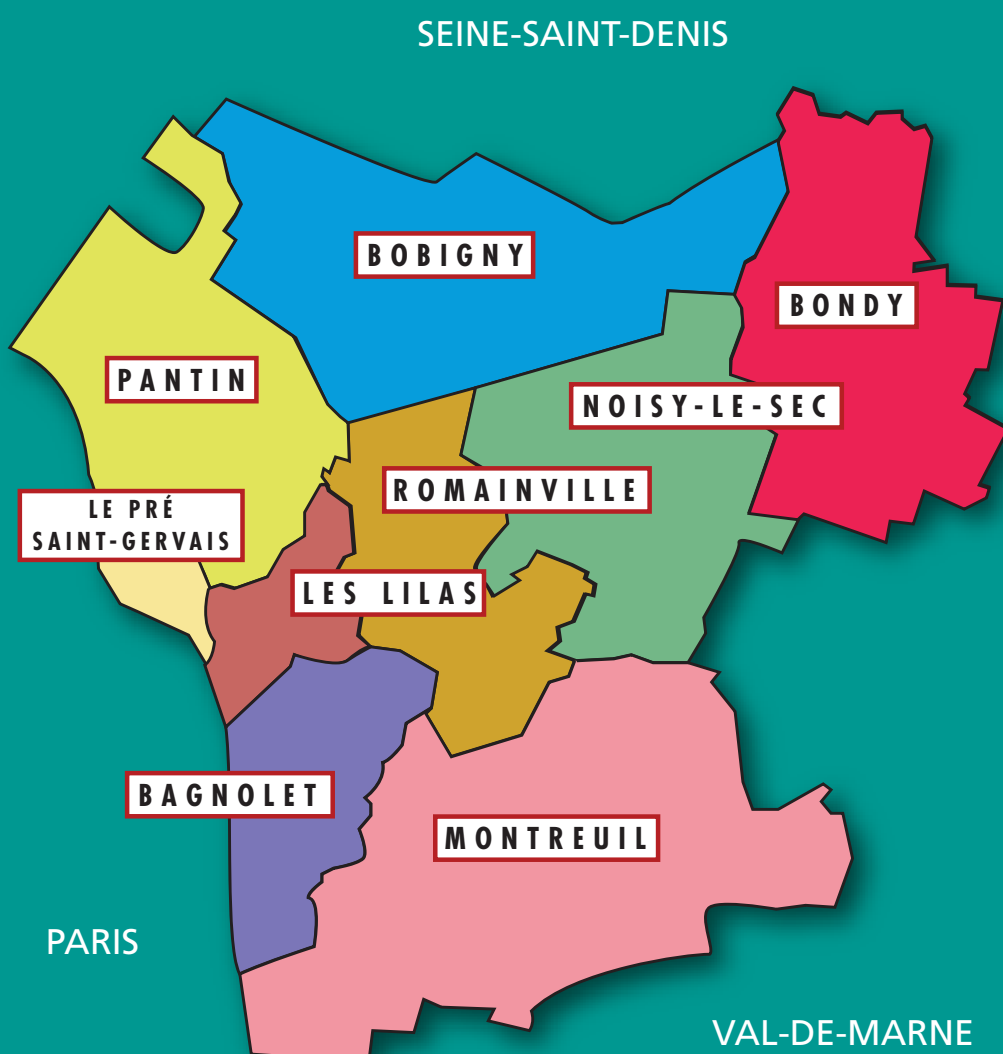 SEINE-SAINT-DENIS
BOBIGNY
BONDY
PANTIN
NOISY-LE-SEC
ROMAINVILLE
LE PRÉ
SAINT-GERVAIS
LES LILAS
BAGNOLET
MONTREUIL
PARIS
VAL-DE-MARNE